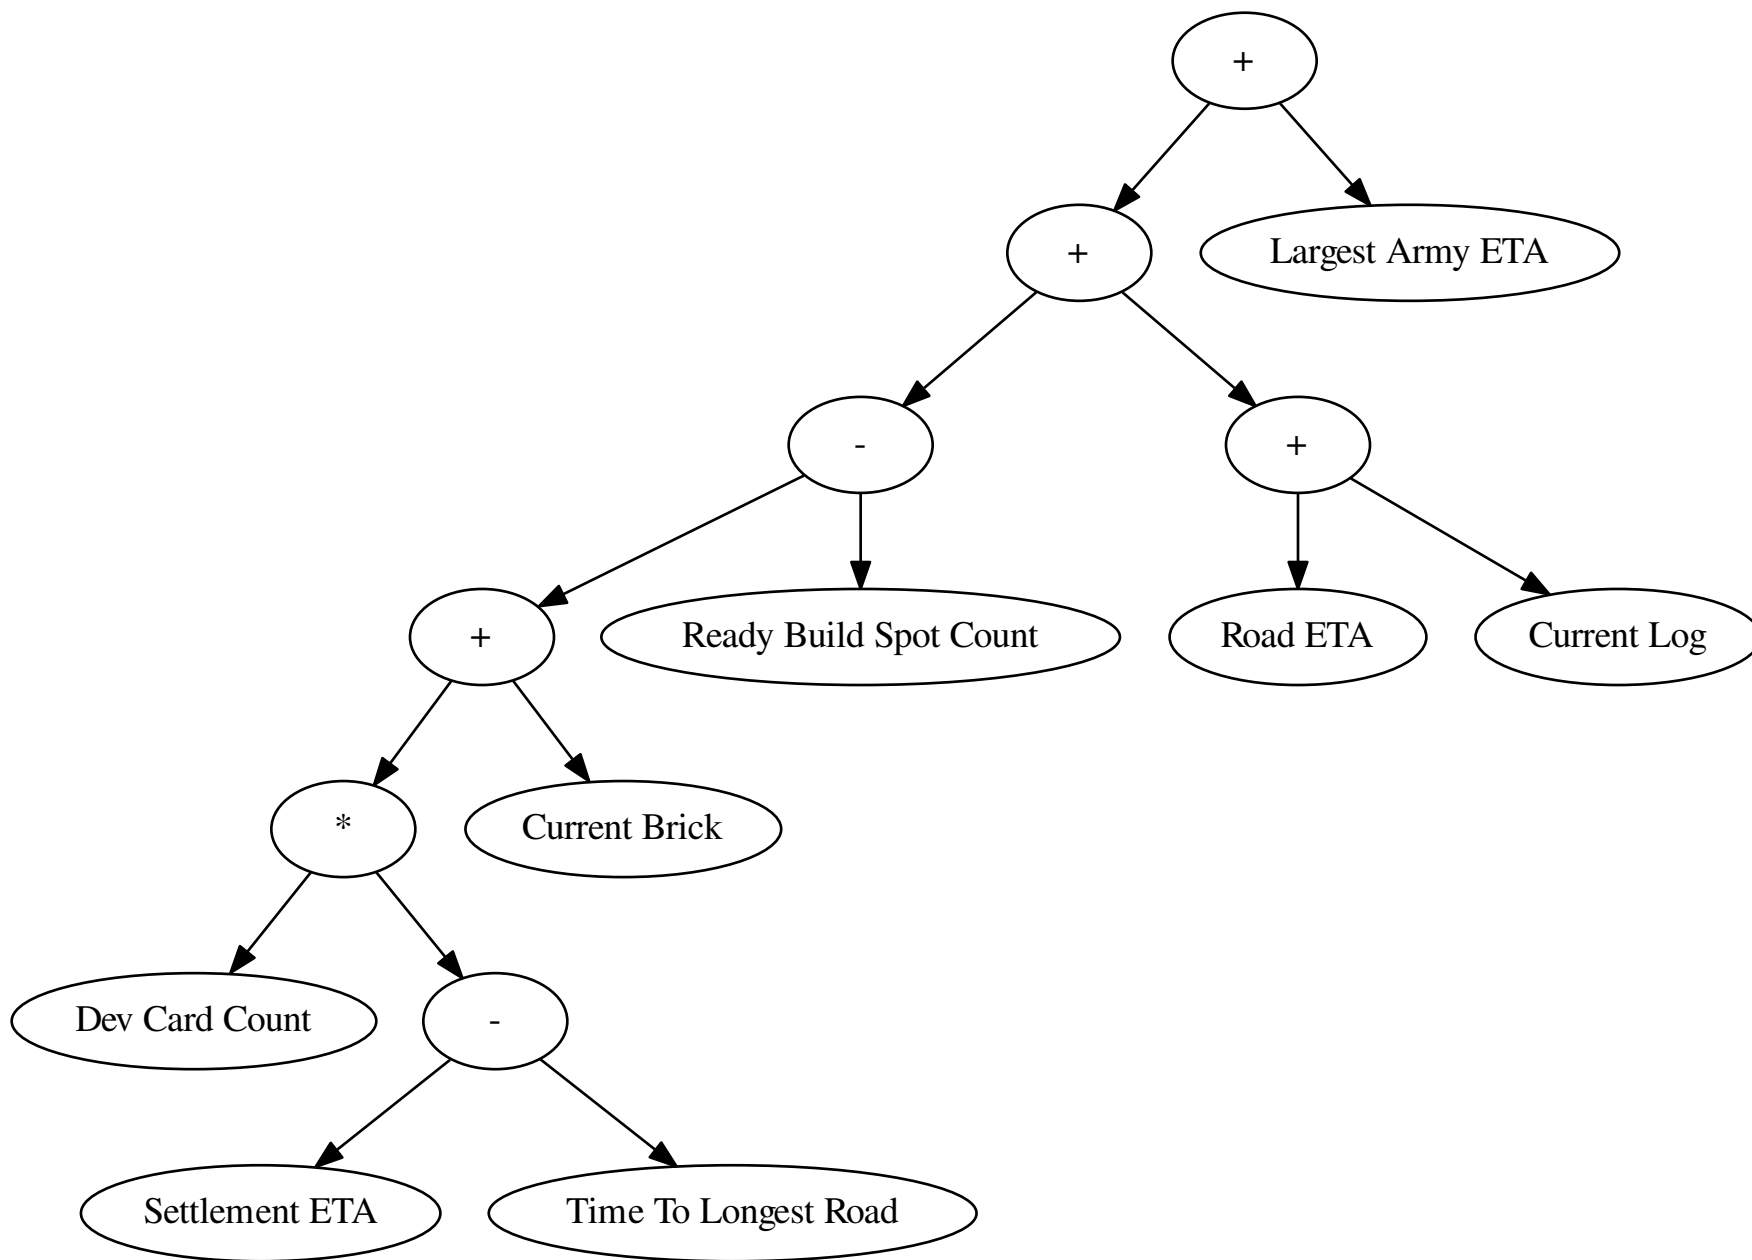 +
+
Largest Army ETA
-
+
+
Ready Build Spot Count
Road ETA
Current Log
*
Current Brick
Dev Card Count
-
Settlement ETA
Time To Longest Road